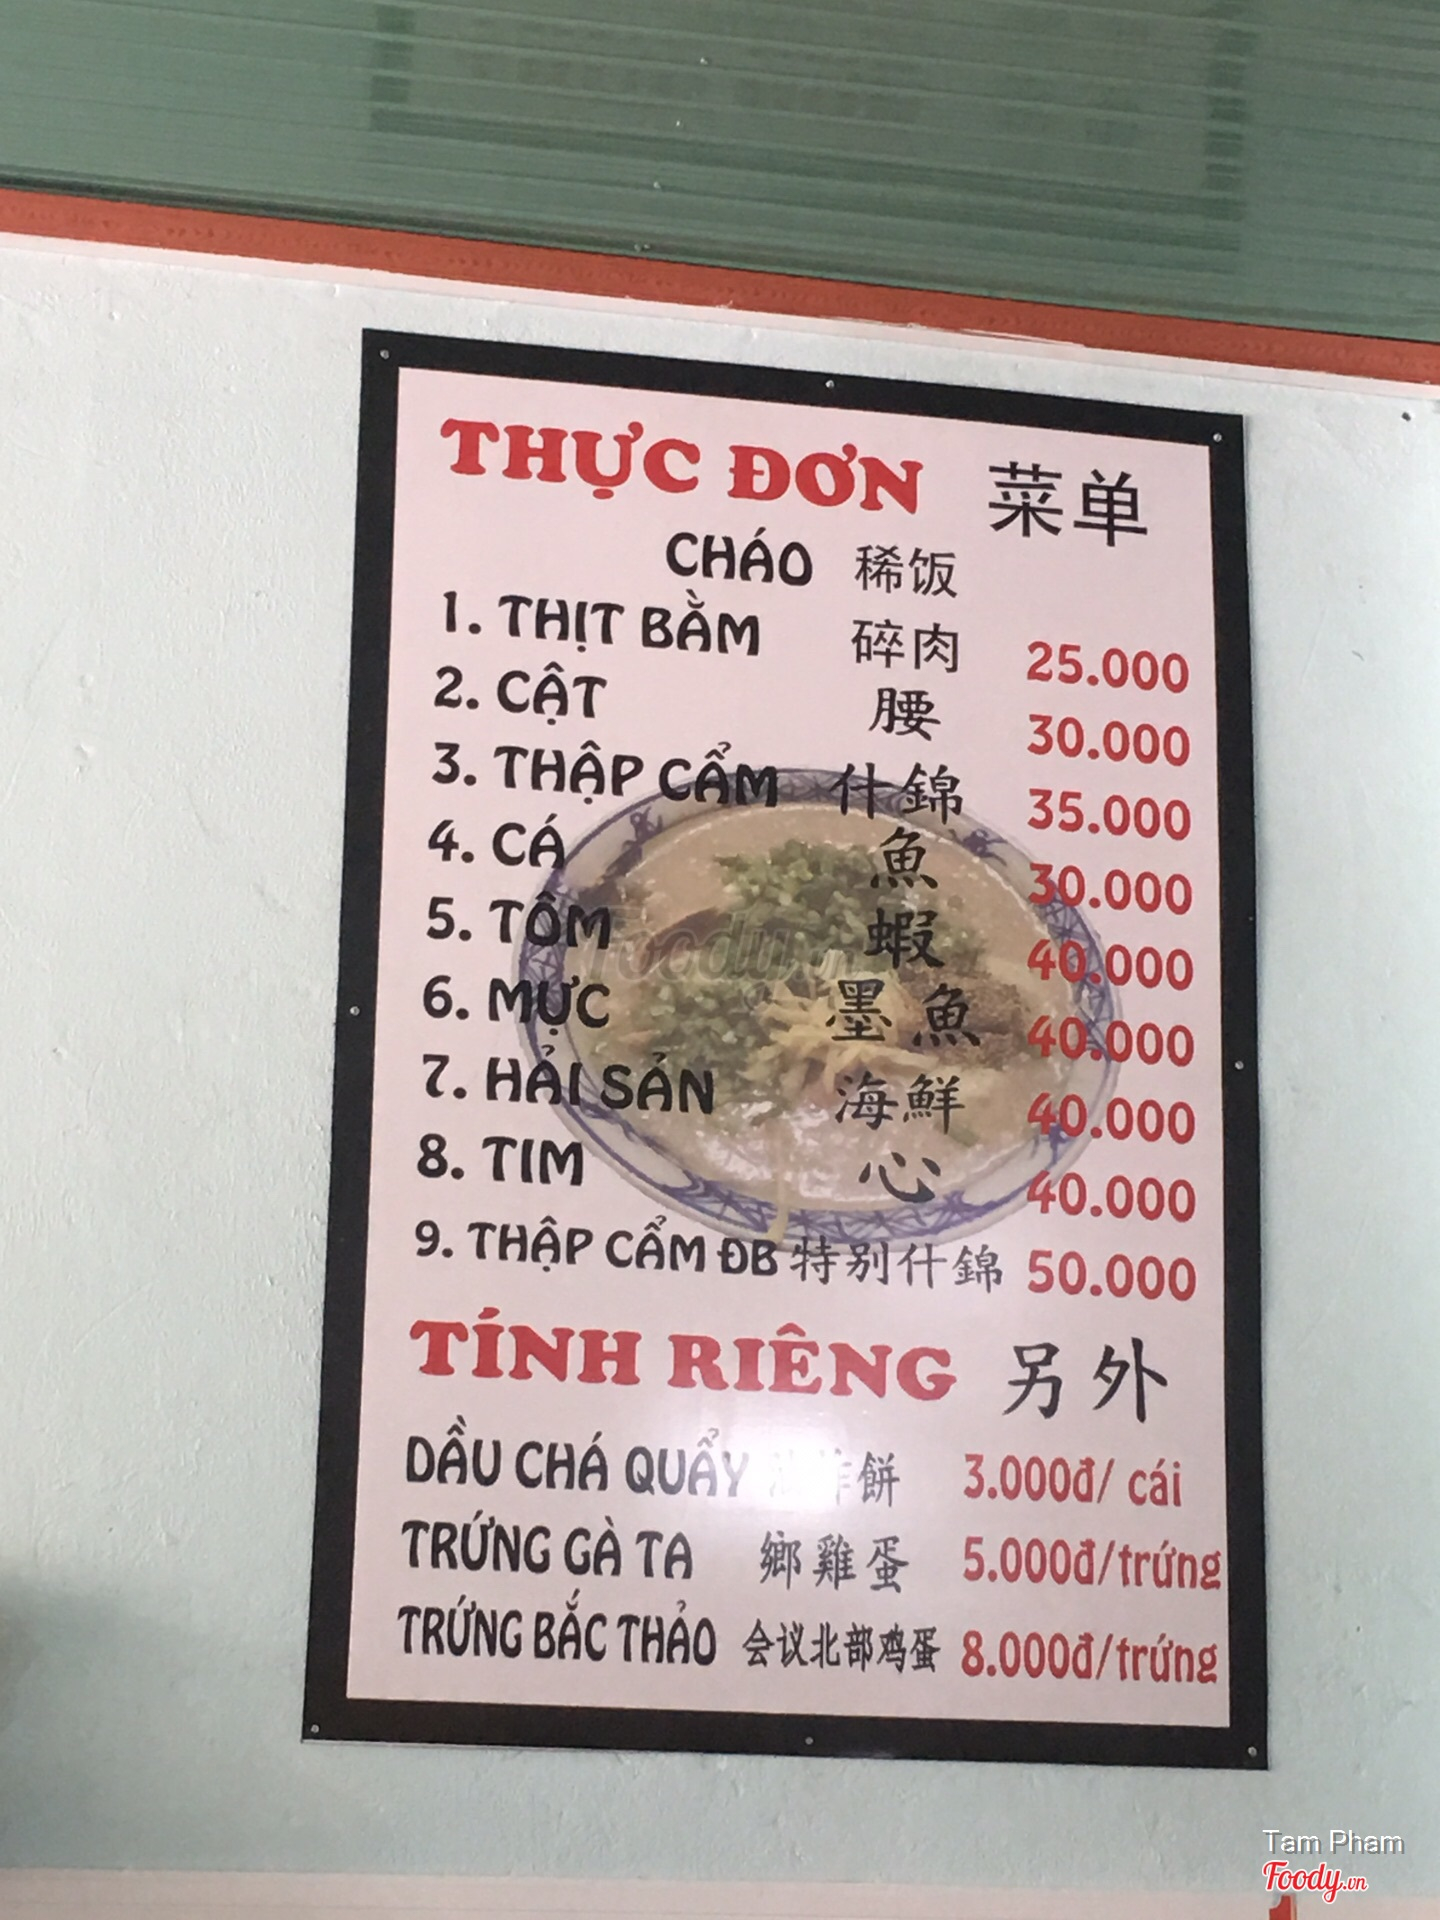 THỰC ĐƠN 菜单
CHÁO 稀饭
1. THỊT BẰM 碎肉 25.000
2. CẬT 腰 30.000
3. THẬP CẨM 什錦 35.000
4. CÁ 魚 30.000
5. TÔM 蝦 40.000
6. MỰC 墨魚 40.000
7. HẢI SẢN 海鮮 40.000
8. TIM 心 40.000
9. THẬP CẨM ĐB 特别什錦 50.000
TÍNH RIÊNG 另外
DẦU CHÁ QUẨY 餅 3.000đ/ cái
TRỨNG GÀ TA 鄉雞蛋 5.000đ/trứng
TRỨNG BẮC THẢO 会议北部鸡蛋 8.000đ/trứng
Foody.vn
Tam Pham
Foody.vn